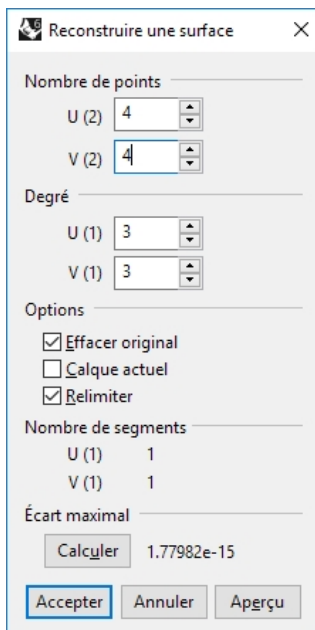 Reconstruire une surface
Nombre de points
U (2) 4
V (2) 4
Degré
U (1) 3
V (1) 3
Options
Effacer original
Calque actuel
Relimiter
Nombre de segments
U (1) 1
V (1) 1
Écart maximal
Calculer 1.77982e-15
Accepter Annuler Aperçu